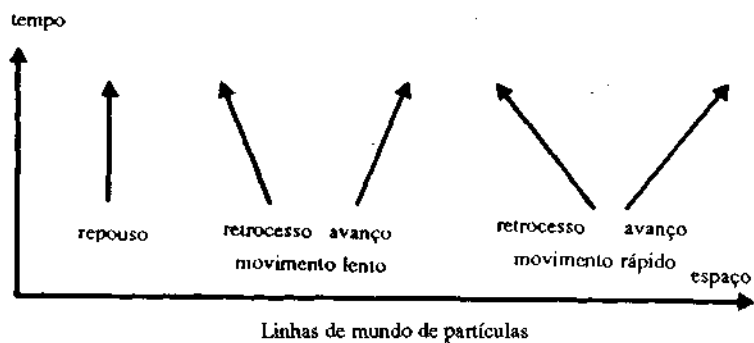 tempo
repouso
retrocesso avanço
movimento lento
retrocesso avanço
movimento rápido
espaço
Linhas de mundo de partículas